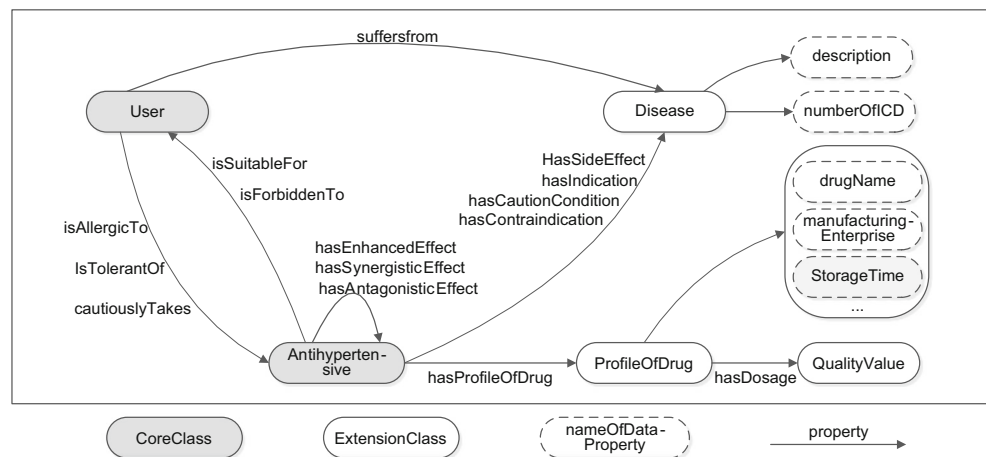 suffersfrom
description
User
Disease
numberOfICD
isSuitableFor
HasSideEffect
hasIndication
hasCautionCondition
hasContraindication
isForbiddenTo
drugName
isAllergicTo
manufacturing-
Enterprise
hasEnhancedEffect
IsTolerantOf
hasSynergisticEffect
StorageTime
hasAntagonisticEffect
cautiouslyTakes
...
Antihyperten-
sive
ProfileOfDrug
QualityValue
hasProfileOfDrug
hasDosage
CoreClass
ExtensionClass
nameOfData-
Property
property